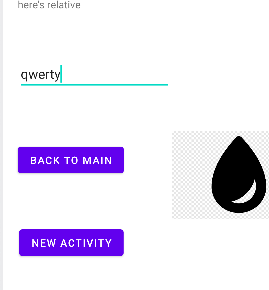 here's relative
qwerty
BACK TO MAIN
NEW ACTIVITY